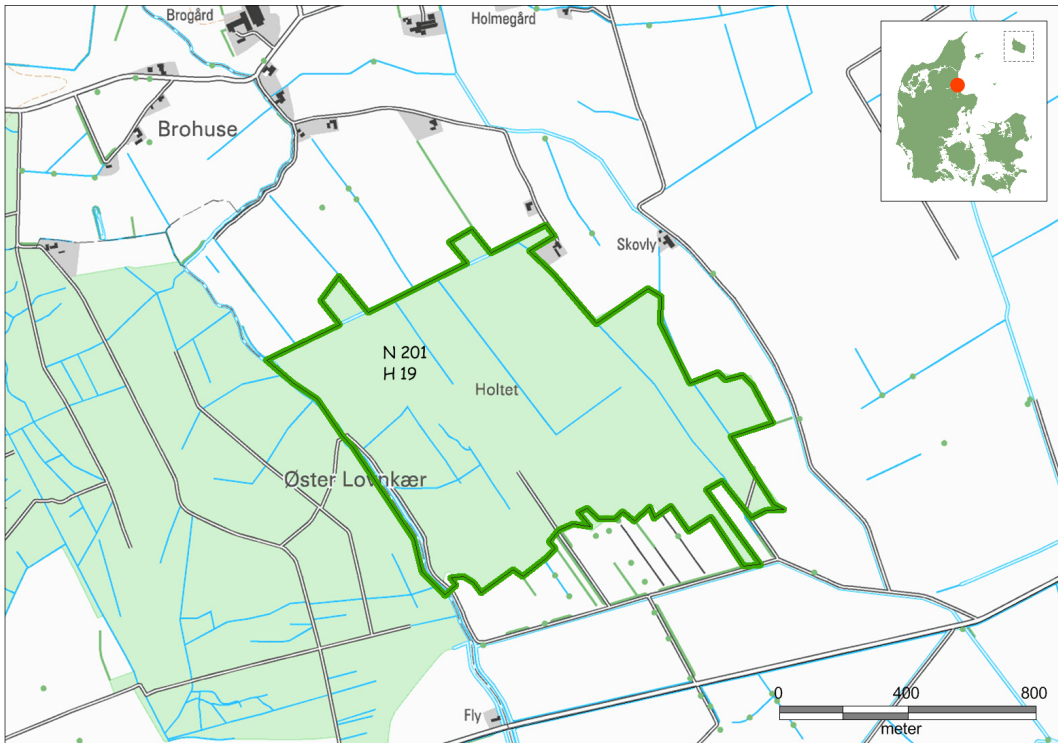 Brogård
Holmegård
Brohuse
Skovly
N 201
H 19
Holtet
Øster Lovnkær
Fly
0 400 800
meter